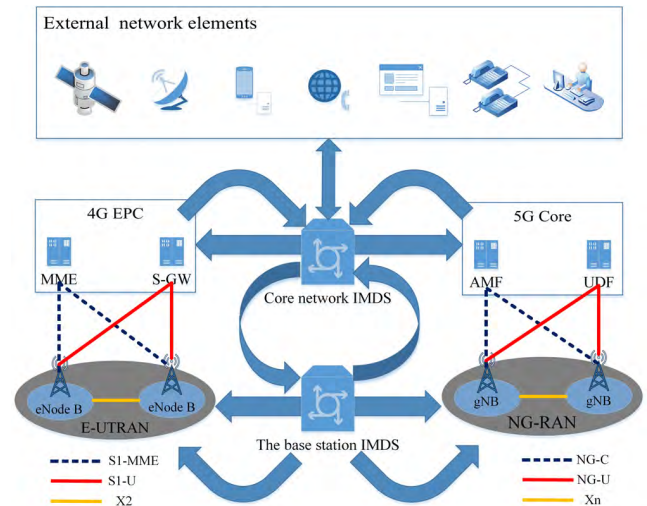 External network elements
4G EPC
5G Core
MME
S-GW
Core network IMDS
AMF
UDF
eNode B
eNode B
E-UTRAN
gNB
gNB
NG-RAN
The base station IMDS
S1-MME
S1-U
X2
NG-C
NG-U
Xn